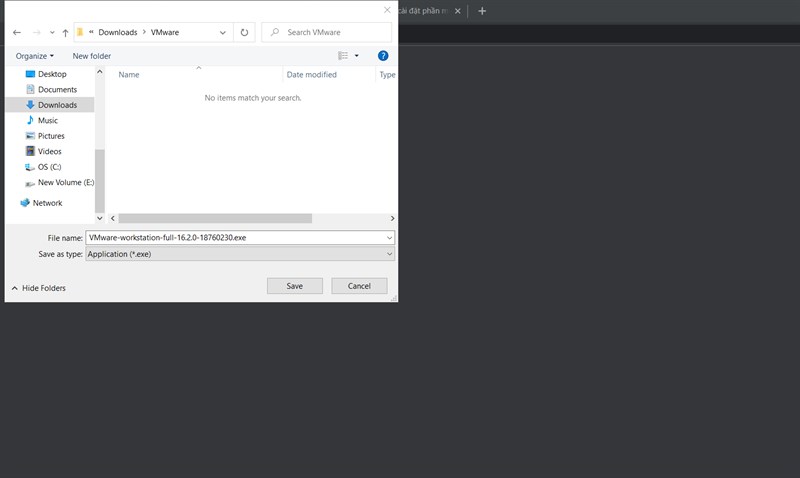 cài đặt phần m
Downloads > VMware
Search VMware
Organize
New folder
?
Desktop
Documents
Downloads
Music
Pictures
Videos
OS (C:)
New Volume (E:)
Network
Name
Date modified
Type
No items match your search.
File name: VMware-workstation-full-16.2.0-18760230.exe
Save as type: Application (*.exe)
Hide Folders
Save
Cancel